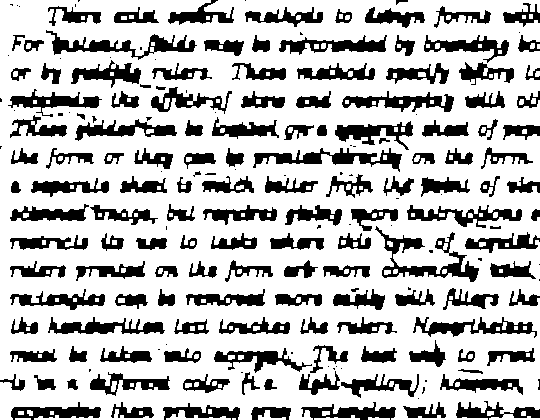 There exist several methods to design forms with
For instance, fields may be surrounded by bounding bo
or by guiding rulers. These methods specify where to
minimize the effect of skew and overlapping with oth
These guides can be located on a separate sheet of pape
the form or they can be printed directly on the form.
a separate sheet is much better from the point of view
scanned image, but requires giving more instructions a
restricts its use to tasks where this type of acquisit
rulers printed on the form are more commonly used
rectangles can be removed more easily with filters tha
the handwritten text touches the rulers. Nevertheless,
must be taken into account: The best way to print
is in a different color (i.e. light yellow); however,
expensive than printing gray rectangles with black-and